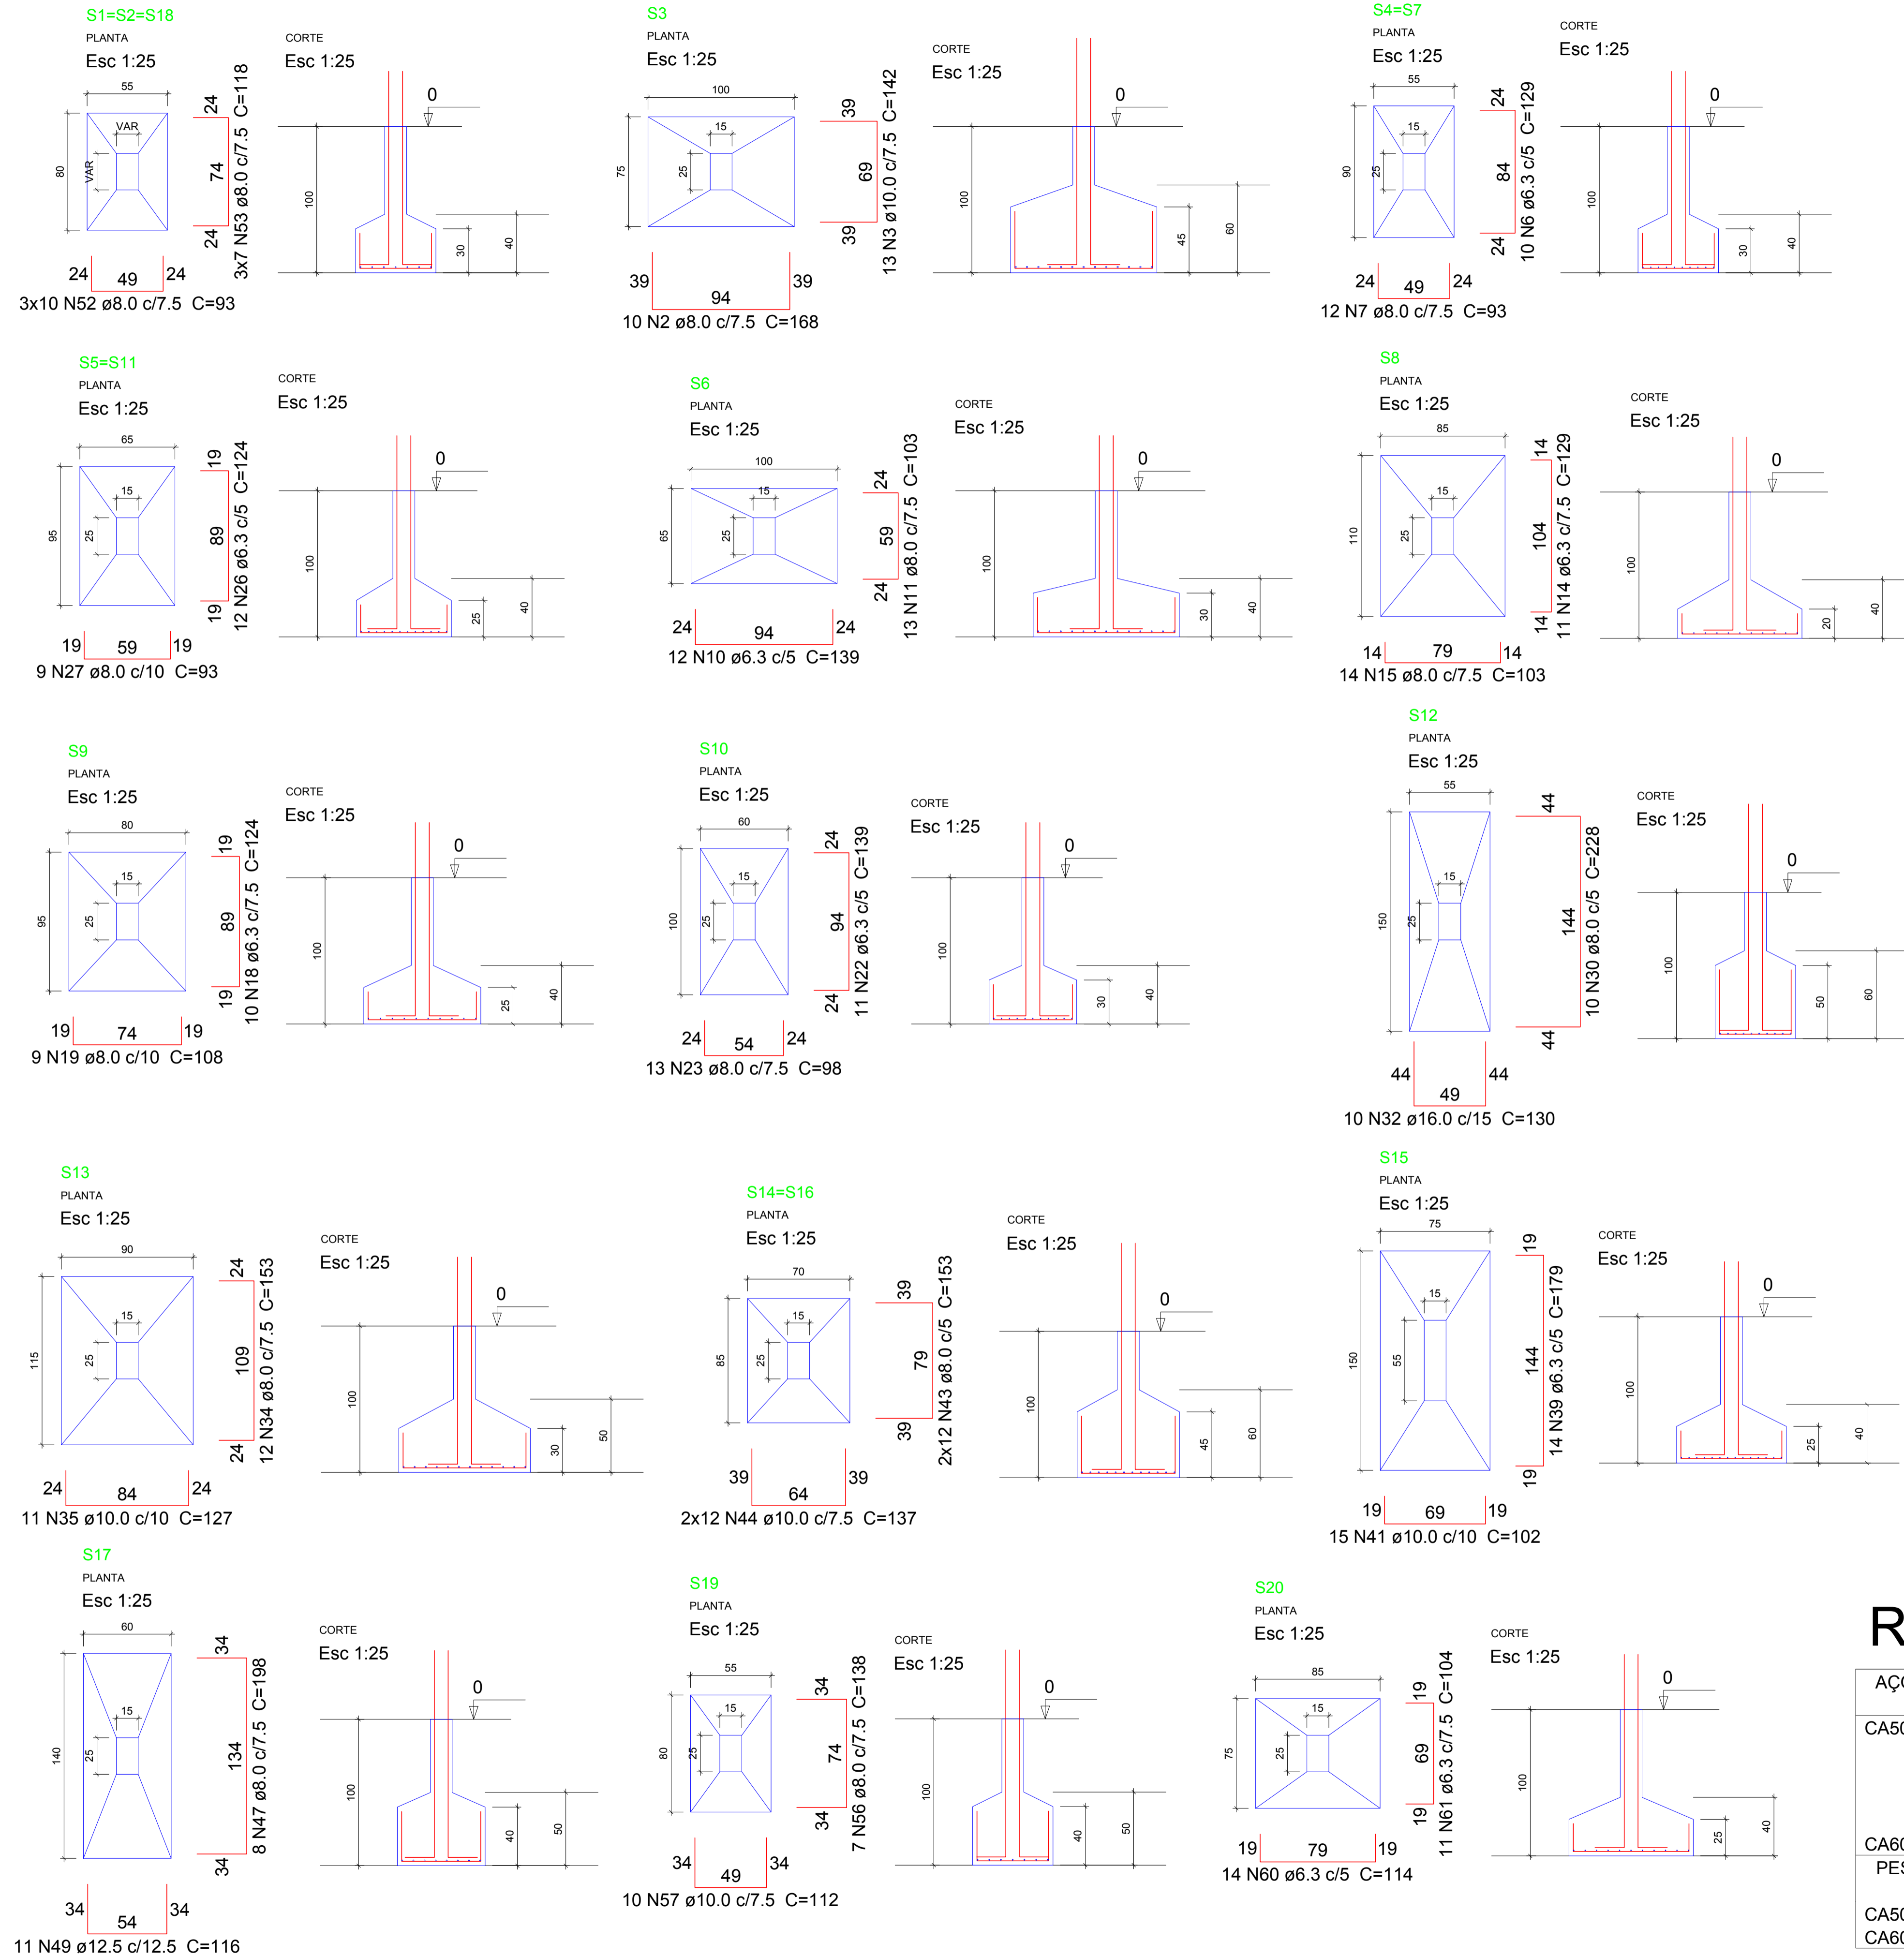 S1=S2=S18
PLANTA
Esc 1:25
55
80
VAR
VAR
24
74
24
3x7 N53 ø8.0 c/7.5 C=118
24 49 24
3x10 N52 ø8.0 c/7.5 C=93
CORTE
Esc 1:25
0
100
30
40
S3
PLANTA
Esc 1:25
100
75
15
25
39
69
39
13 N3 ø10.0 c/7.5 C=142
39 94 39
10 N2 ø8.0 c/7.5 C=168
CORTE
Esc 1:25
0
100
45
60
S4=S7
PLANTA
Esc 1:25
55
90
15
25
24
84
24
10 N6 ø6.3 c/5 C=129
24 49 24
12 N7 ø8.0 c/7.5 C=93
CORTE
Esc 1:25
0
100
30
40
S5=S11
PLANTA
Esc 1:25
65
95
15
25
19
89
19
12 N26 ø6.3 c/5 C=124
19 59 19
9 N27 ø8.0 c/10 C=93
CORTE
Esc 1:25
0
100
25
40
S6
PLANTA
Esc 1:25
100
65
15
25
24
59
24
13 N11 ø8.0 c/7.5 C=103
24 94 24
12 N10 ø6.3 c/5 C=139
CORTE
Esc 1:25
0
100
30
40
S8
PLANTA
Esc 1:25
85
110
15
25
14
104
14
11 N14 ø6.3 c/7.5 C=129
14 79 14
14 N15 ø8.0 c/7.5 C=103
CORTE
Esc 1:25
0
100
20
40
S9
PLANTA
Esc 1:25
80
95
15
25
19
89
19
10 N18 ø6.3 c/7.5 C=124
19 74 19
9 N19 ø8.0 c/10 C=108
CORTE
Esc 1:25
0
100
25
40
S10
PLANTA
Esc 1:25
60
100
15
25
24
94
24
11 N22 ø6.3 c/5 C=139
24 54 24
13 N23 ø8.0 c/7.5 C=98
CORTE
Esc 1:25
0
100
30
40
S12
PLANTA
Esc 1:25
55
150
15
25
44
144
44
10 N30 ø8.0 c/5 C=228
44 49 44
10 N32 ø16.0 c/15 C=130
CORTE
Esc 1:25
0
100
50
60
S13
PLANTA
Esc 1:25
90
115
15
25
24
109
24
12 N34 ø8.0 c/7.5 C=153
24 84 24
11 N35 ø10.0 c/10 C=127
CORTE
Esc 1:25
0
100
30
50
S14=S16
PLANTA
Esc 1:25
70
85
15
25
39
79
39
2x12 N43 ø8.0 c/5 C=153
39 64 39
2x12 N44 ø10.0 c/7.5 C=137
CORTE
Esc 1:25
0
100
45
60
S15
PLANTA
Esc 1:25
75
150
15
55
19
144
19
14 N39 ø6.3 c/5 C=179
19 69 19
15 N41 ø10.0 c/10 C=102
CORTE
Esc 1:25
0
100
25
40
S17
PLANTA
Esc 1:25
60
140
15
25
34
134
34
8 N47 ø8.0 c/7.5 C=198
34 54 34
11 N49 ø12.5 c/12.5 C=116
CORTE
Esc 1:25
0
100
40
50
S19
PLANTA
Esc 1:25
55
80
15
25
34
74
34
7 N56 ø8.0 c/7.5 C=138
34 49 34
10 N57 ø10.0 c/7.5 C=112
CORTE
Esc 1:25
0
100
40
50
S20
PLANTA
Esc 1:25
85
75
15
25
19
69
19
11 N61 ø6.3 c/7.5 C=104
19 79 19
14 N60 ø6.3 c/5 C=114
CORTE
Esc 1:25
0
100
25
40
R